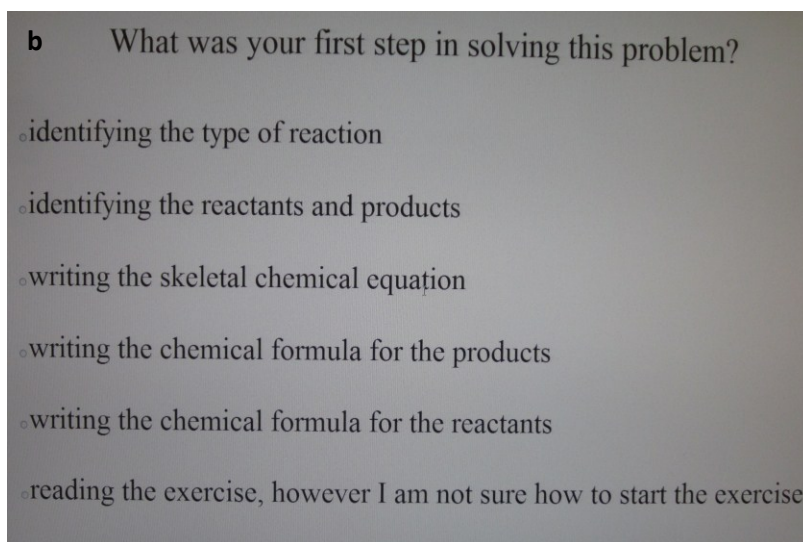 b What was your first step in solving this problem?
identifying the type of reaction
identifying the reactants and products
writing the skeletal chemical equation
writing the chemical formula for the products
writing the chemical formula for the reactants
reading the exercise, however I am not sure how to start the exercise